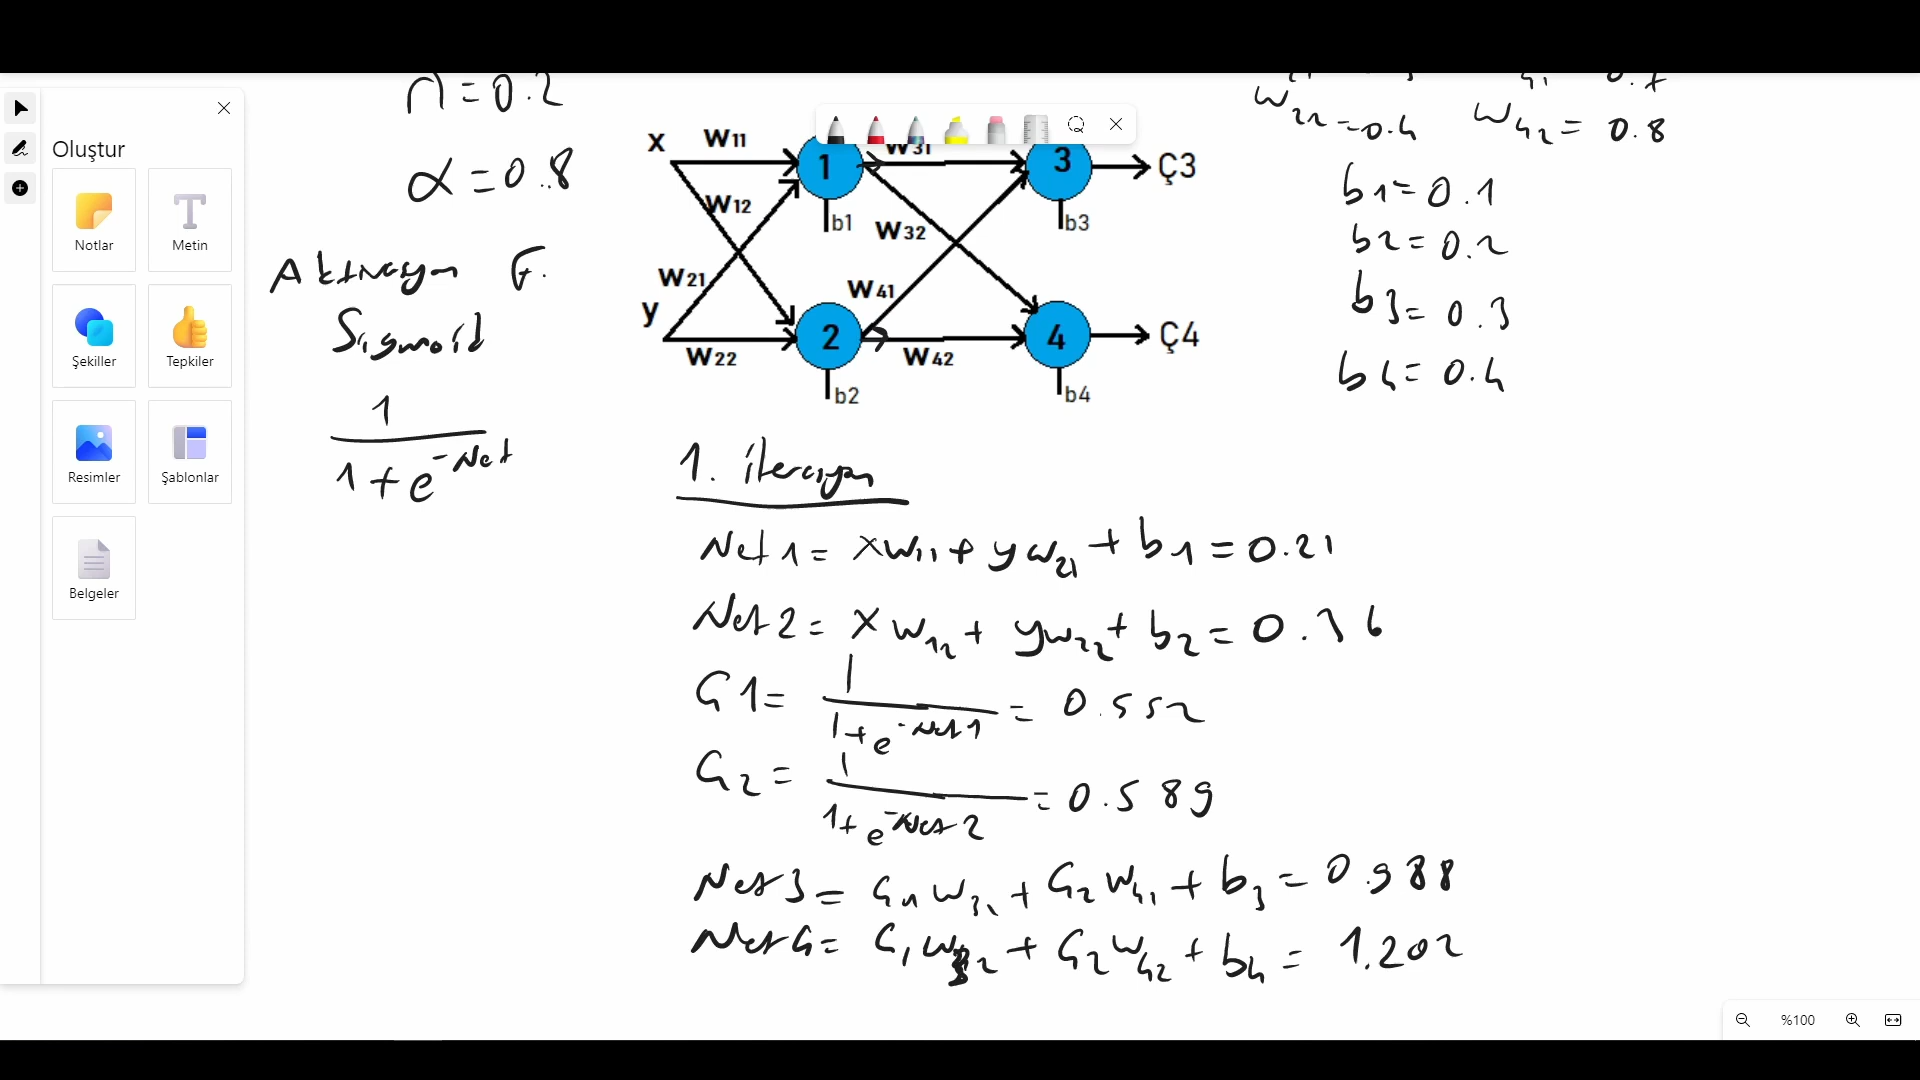 n = 0.2
α = 0.8
Aktivasyon F.
Sigmoid
1
1 + e^-Net
Oluştur
Notlar
Metin
Şekiller
Tepkiler
Resimler
Şablonlar
Belgeler
x
W11
W12
W21
y
W22
1
b1
2
b2
W31
W32
W41
W42
3
b3
4
b4
Ç3
Ç4
w22 = 0.4
w42 = 0.8
b1 = 0.1
b2 = 0.2
b3 = 0.3
b4 = 0.4
1. iterasyon
Net1 = xw11 + yw21 + b1 = 0.21
Net2 = xw12 + yw22 + b2 = 0.36
Ç1 = 1 / 1 + e^-Net1 = 0.552
Ç2 = 1 / 1 + e^-Net2 = 0.589
Net3 = Ç1w31 + Ç2w41 + b3 = 0.988
Net4 = Ç1w32 + Ç2w42 + b4 = 1.202
%100